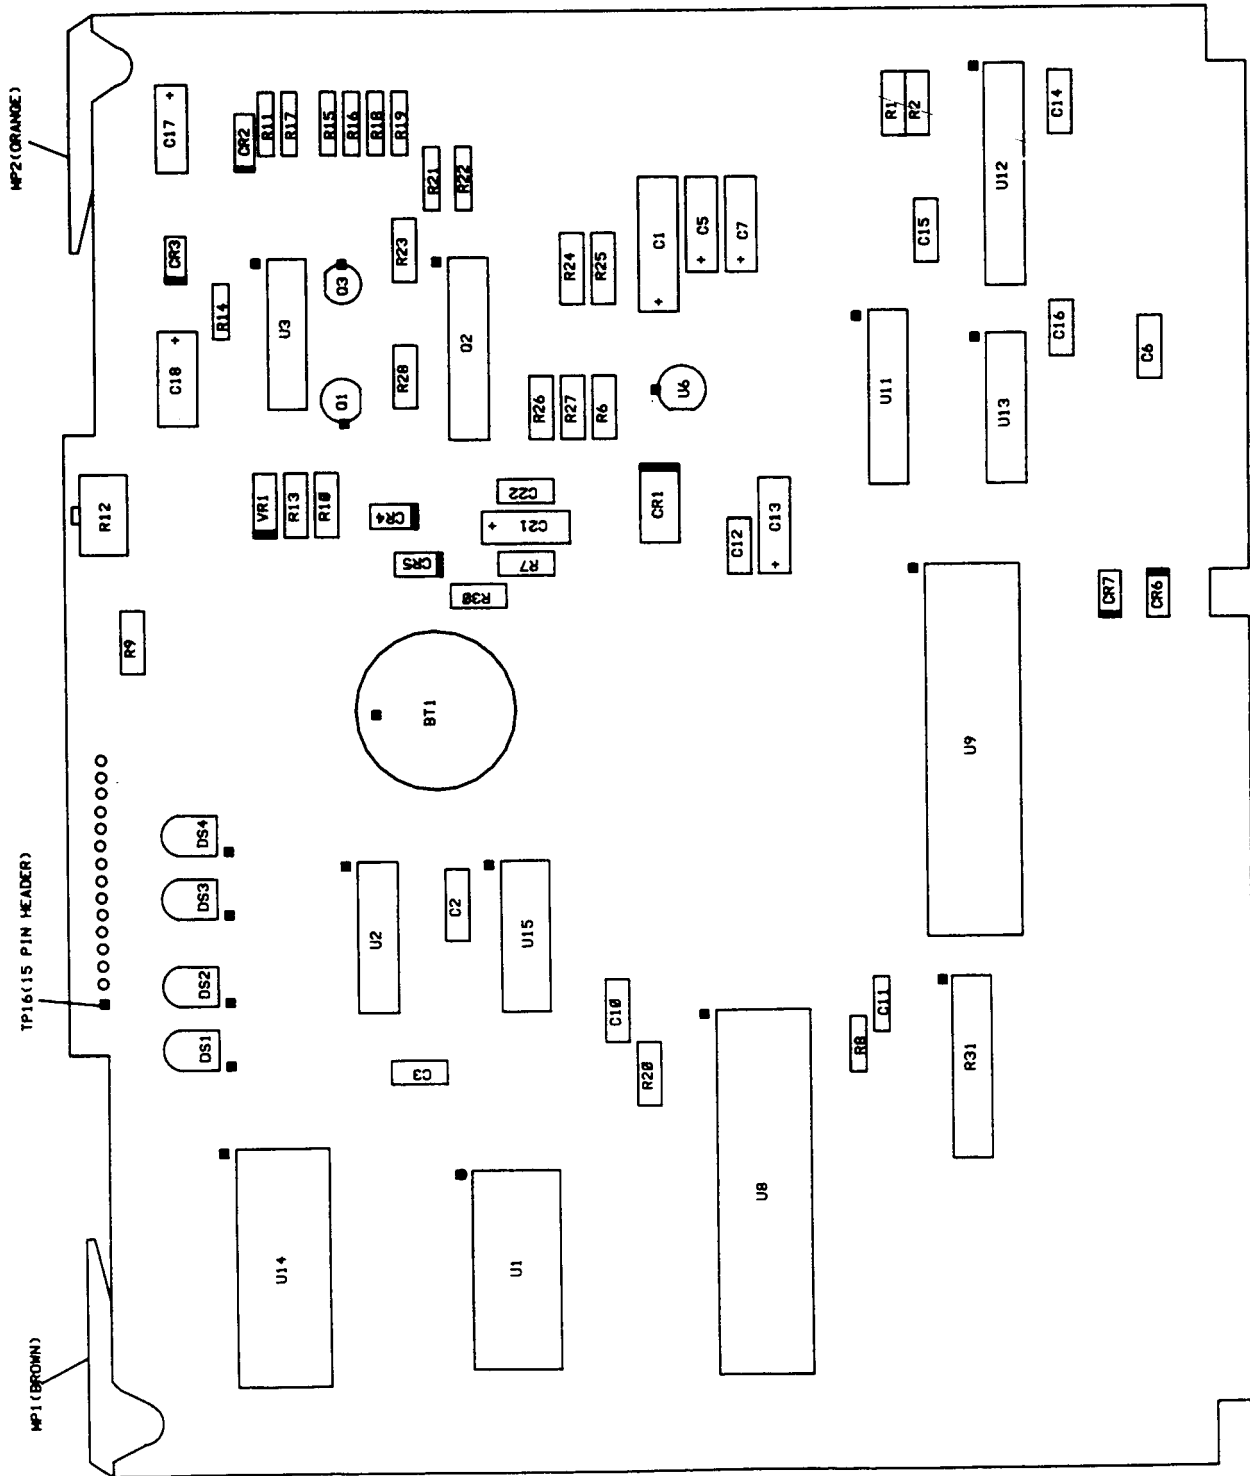 MP2(ORANGE)
TP16(15 PIN HEADER)
MP1(BROWN)
C17
CR2
R11
R17
R15
R16
R18
R19
R21
R22
CR3
R14
U3
Q3
R23
C18
Q1
R28
Q2
R24
R25
C1
C5
C7
R1
R2
U12
C14
C15
C16
C6
U11
U13
R26
R27
R6
U6
R12
VR1
R13
R10
CR4
C22
C21
CR5
R7
R30
CR1
C12
C13
R9
BT1
U9
CR7
CR6
DS4
DS3
DS2
DS1
U2
C2
U15
C3
C10
R20
C11
R8
R31
U14
U1
U8